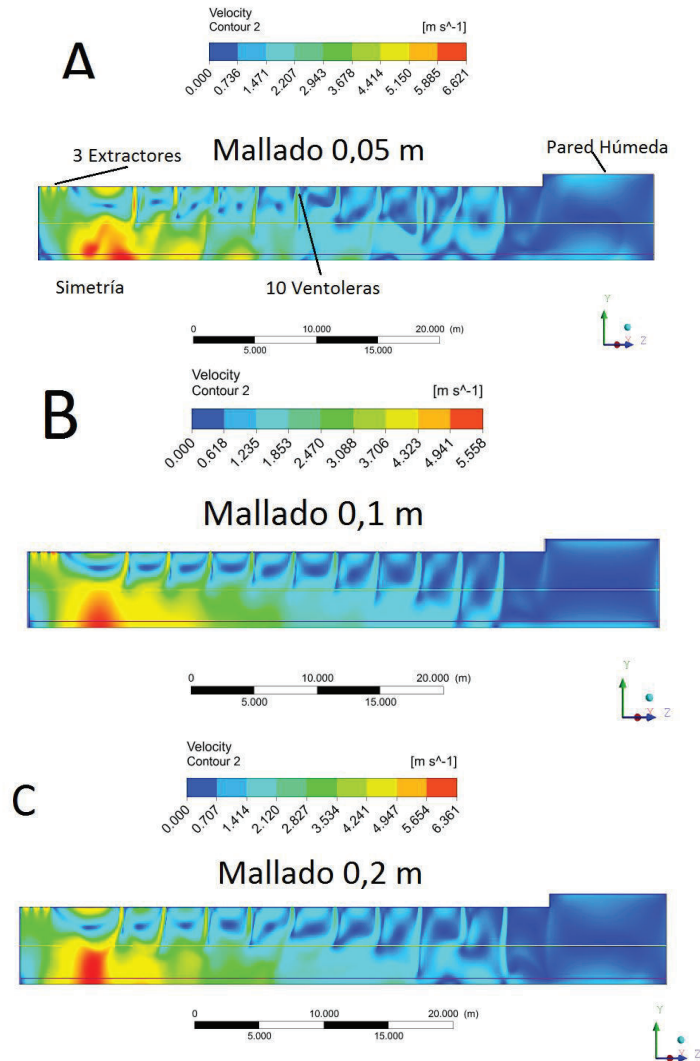 A
Velocity
Contour 2
[m s^-1]
0.000 0.736 1.471 2.207 2.943 3.678 4.414 5.150 5.885 6.621
Mallado 0,05 m
3 Extractores
Pared Húmeda
Simetría
10 Ventoleras
0 10.000 20.000 (m)
5.000 15.000
Y
X Z
B
Velocity
Contour 2
[m s^-1]
0.000 0.618 1.235 1.853 2.470 3.088 3.706 4.323 4.941 5.558
Mallado 0,1 m
0 10.000 20.000 (m)
5.000 15.000
Y
X Z
C
Velocity
Contour 2
[m s^-1]
0.000 0.707 1.414 2.120 2.827 3.534 4.241 4.947 5.654 6.361
Mallado 0,2 m
0 10.000 20.000 (m)
5.000 15.000
Y
X Z